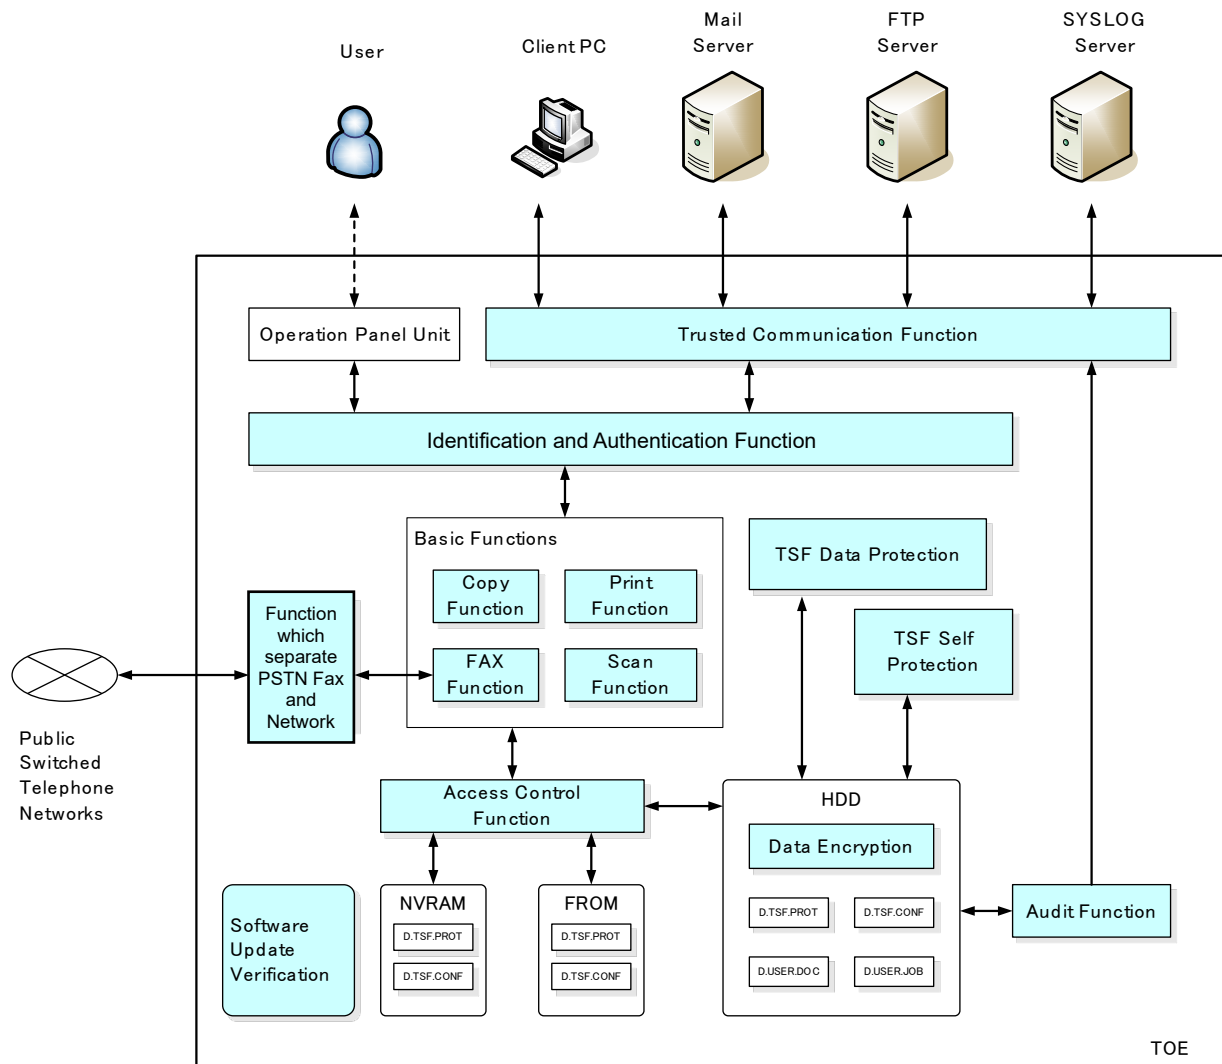 User
Client PC
Mail
Server
FTP
Server
SYSLOG
Server
Operation Panel Unit
Trusted Communication Function
Identification and Authentication Function
Basic Functions
Copy
Function
Print
Function
FAX
Function
Scan
Function
TSF Data Protection
TSF Self
Protection
Function
which
separate
PSTN Fax
and
Network
Public
Switched
Telephone
Networks
Access Control
Function
HDD
Data Encryption
D.TSF.PROT
D.TSF.CONF
D.USER.DOC
D.USER.JOB
Audit Function
Software
Update
Verification
NVRAM
D.TSF.PROT
D.TSF.CONF
FROM
D.TSF.PROT
D.TSF.CONF
TOE